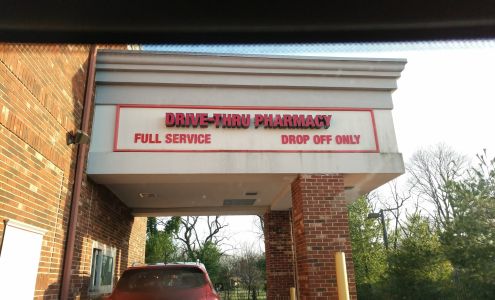 DRIVE-THRU PHARMACY
FULL SERVICE DROP OFF ONLY